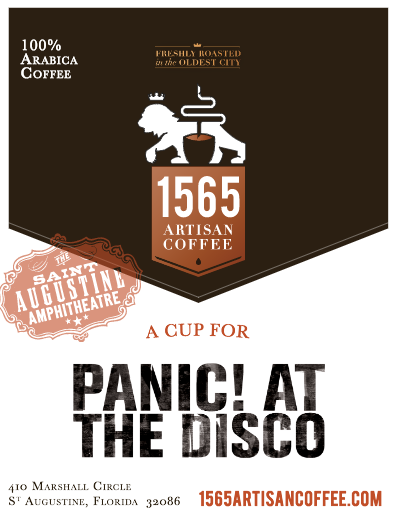 100%
ARABICA
COFFEE
FRESHLY ROASTED
in the OLDEST CITY
1565
ARTISAN
COFFEE
THE
SAINT
AUGUSTINE
AMPHITHEATRE
A CUP FOR
PANIC! AT
THE DISCO
410 MARSHALL CIRCLE
ST AUGUSTINE, FLORIDA 32086
1565ARTISANCOFFEE.COM